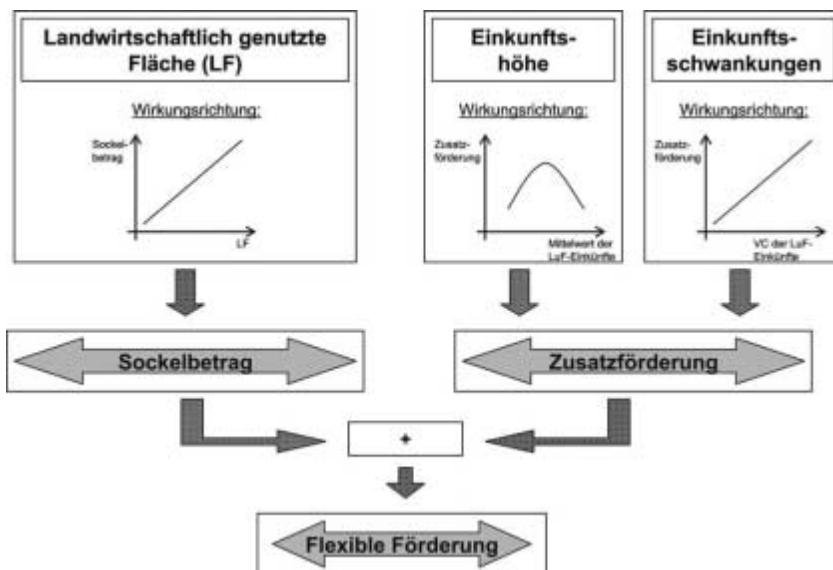 Landwirtschaftlich genutzte
Fläche (LF)
Wirkungsrichtung:
Sockel-
betrag
LF
Einkunfts-
höhe
Wirkungsrichtung:
Zusatz-
förderung
Mittelwert der
LuF-Einkünfte
Einkunfts-
schwankungen
Wirkungsrichtung:
Zusatz-
förderung
VC der LuF-
Einkünfte
Sockelbetrag
Zusatzförderung
+
Flexible Förderung